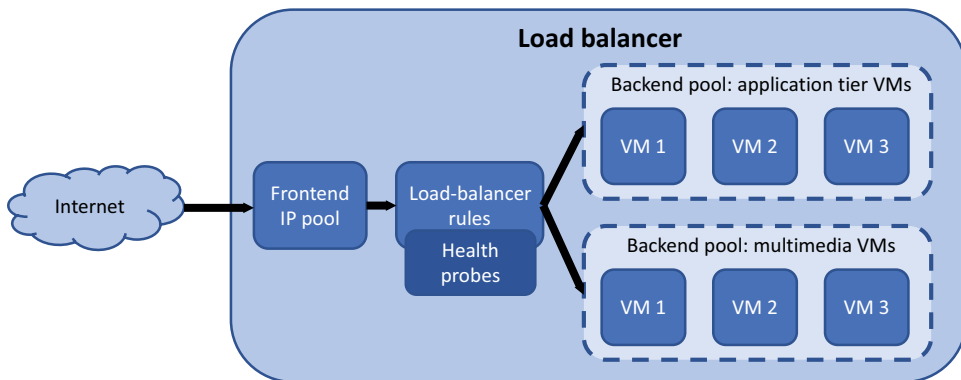 Load balancer
Internet
Frontend
IP pool
Load-balancer
rules
Health
probes
Backend pool: application tier VMs
VM 1
VM 2
VM 3
Backend pool: multimedia VMs
VM 1
VM 2
VM 3